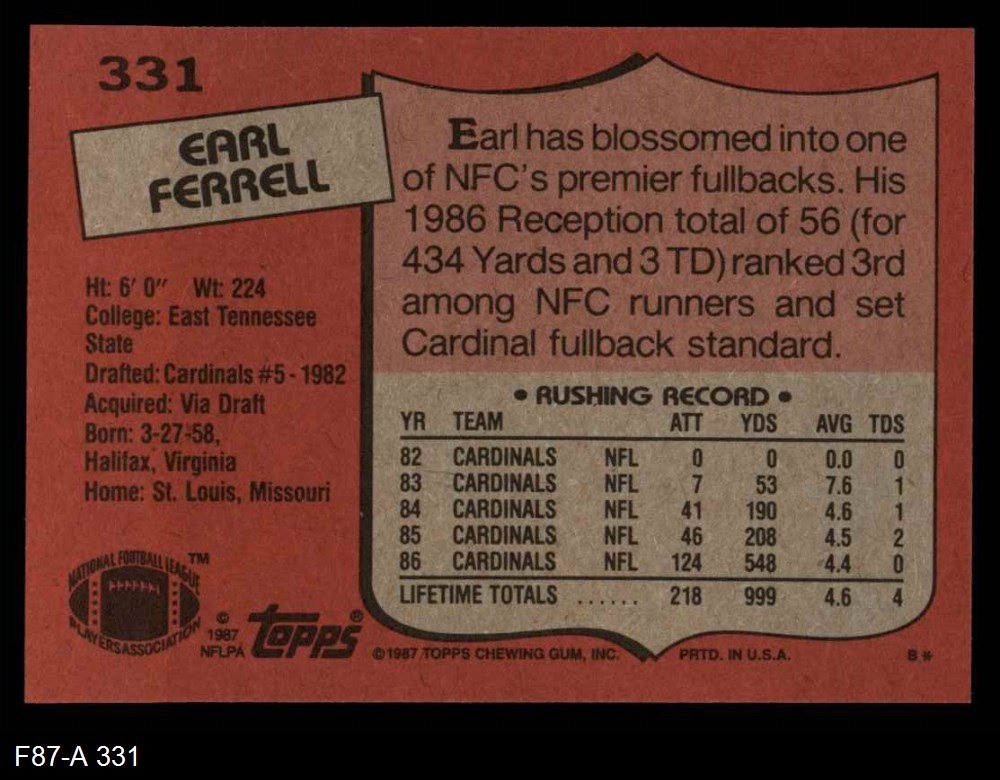 331
EARL
FERRELL
Ht: 6' 0" Wt: 224
College: East Tennessee
State
Drafted: Cardinals #5 - 1982
Acquired: Via Draft
Born: 3-27-58,
Halifax, Virginia
Home: St. Louis, Missouri
NATIONAL FOOTBALL LEAGUE ™
PLAYERS ASSOCIATION
©
1987
NFLPA
TOPPS®
Earl has blossomed into one
of NFC's premier fullbacks. His
1986 Reception total of 56 (for
434 Yards and 3 TD) ranked 3rd
among NFC runners and set
Cardinal fullback standard.
• RUSHING RECORD •
YR TEAM ATT YDS AVG TDS
82 CARDINALS NFL 0 0 0.0 0
83 CARDINALS NFL 7 53 7.6 1
84 CARDINALS NFL 41 190 4.6 1
85 CARDINALS NFL 46 208 4.5 2
86 CARDINALS NFL 124 548 4.4 0
LIFETIME TOTALS ...... 218 999 4.6 4
©1987 TOPPS CHEWING GUM, INC. PRTD. IN U.S.A. B*
F87-A 331